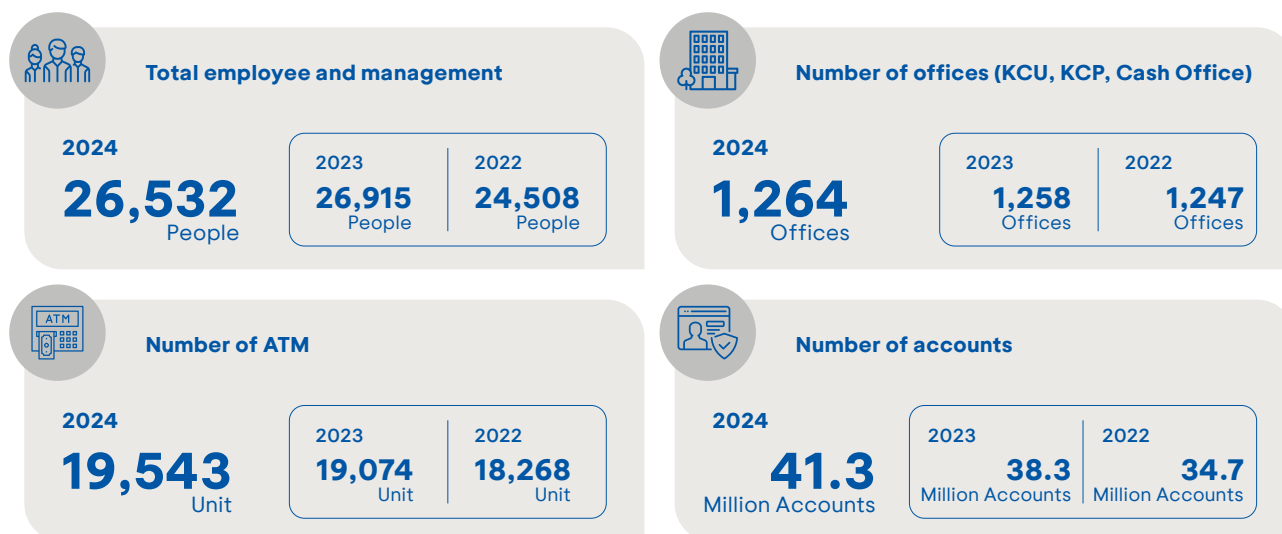 Total employee and management
2024
26,532
People
2023
26,915
People
2022
24,508
People
Number of offices (KCU, KCP, Cash Office)
2024
1,264
Offices
2023
1,258
Offices
2022
1,247
Offices
ATM
Number of ATM
2024
19,543
Unit
2023
19,074
Unit
2022
18,268
Unit
Number of accounts
2024
41.3
Million Accounts
2023
38.3
Million Accounts
2022
34.7
Million Accounts